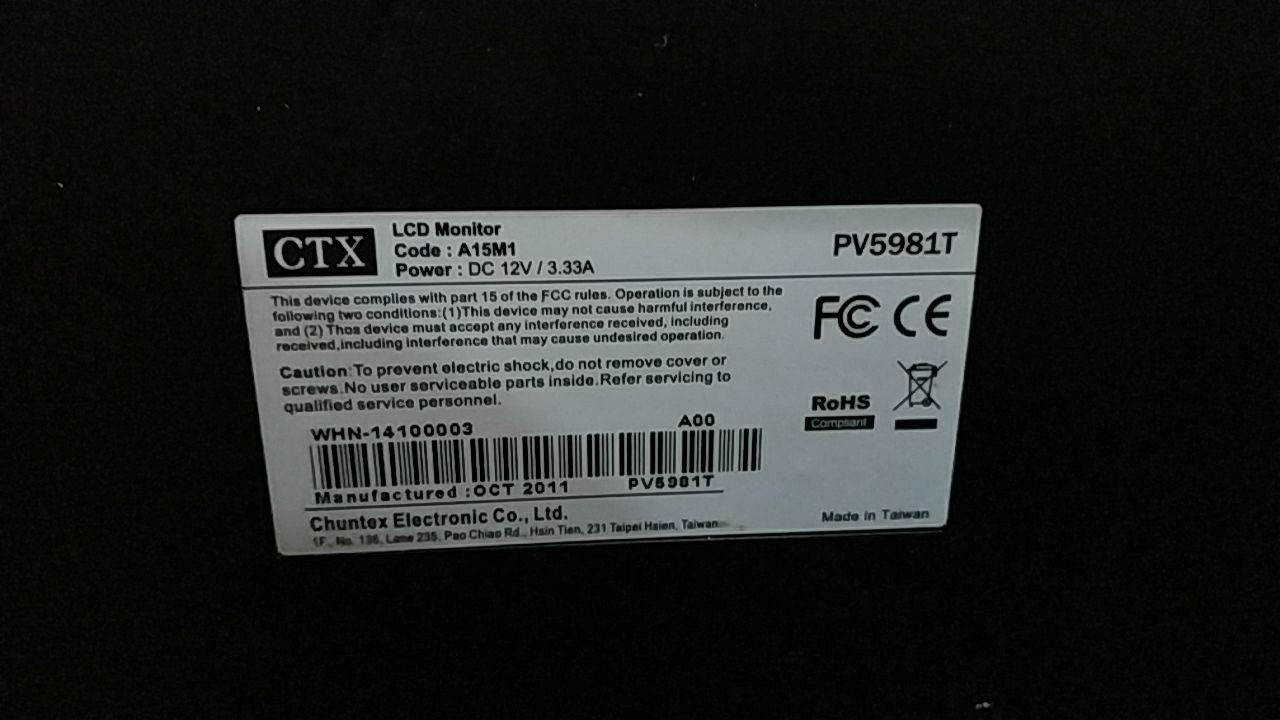 CTX
LCD Monitor
Code : A15M1
Power : DC 12V / 3.33A
PV5981T
This device complies with part 15 of the FCC rules. Operation is subject to the
following two conditions:(1)This device may not cause harmful interference,
and (2) Thos device must accept any interference received, including
received,including interference that may cause undesired operation.
FC CE
Caution:To prevent electric shock,do not remove cover or
screws.No user serviceable parts inside.Refer servicing to
qualified service personnel.
RoHS
Compliant
WHN-14100003 A00
Manufactured :OCT 2011 PV5981T
Chuntex Electronic Co., Ltd.
1F., No. 136, Lane 235, Pao Chiao Rd., Hsin Tien, 231 Taipei Hsien, Taiwan
Made in Taiwan